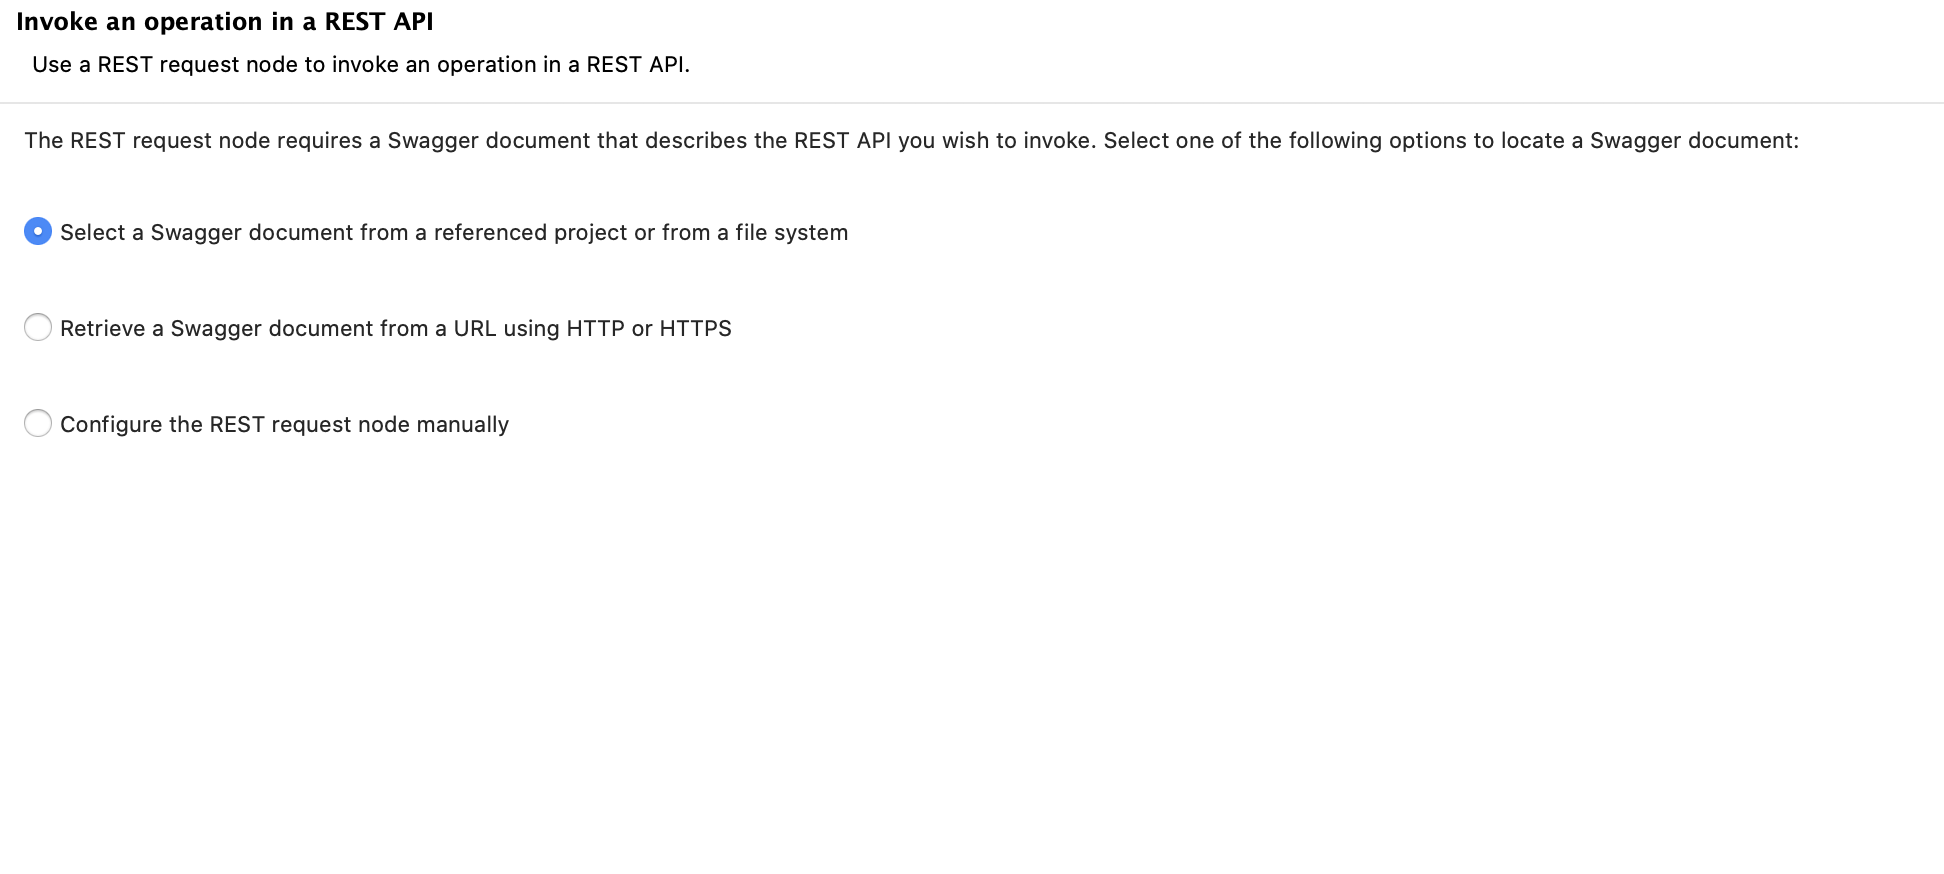 Invoke an operation in a REST API
Use a REST request node to invoke an operation in a REST API.
The REST request node requires a Swagger document that describes the REST API you wish to invoke. Select one of the following options to locate a Swagger document:
Select a Swagger document from a referenced project or from a file system
Retrieve a Swagger document from a URL using HTTP or HTTPS
Configure the REST request node manually